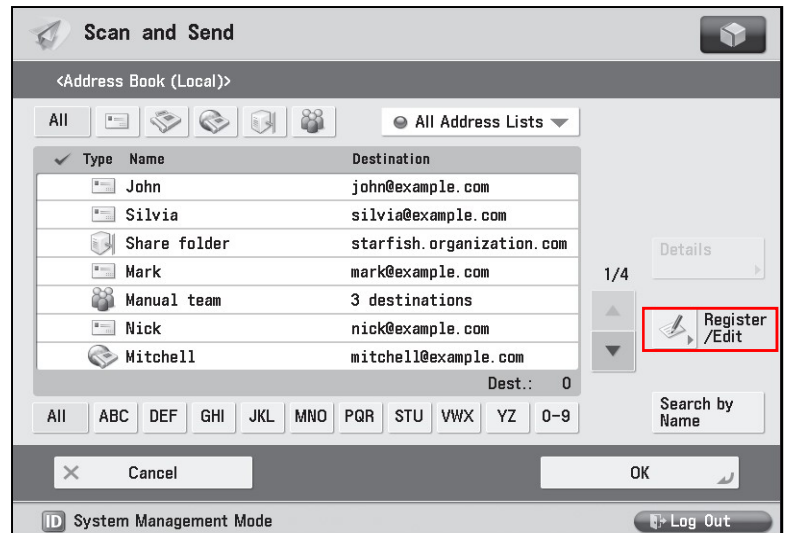 Scan and Send
<Address Book (Local)>
All
All Address Lists
Type Name Destination
John john@example.com
Silvia silvia@example.com
Share folder starfish.organization.com
Mark mark@example.com
Manual team 3 destinations
Nick nick@example.com
Mitchell mitchell@example.com
Dest.: 0
1/4
Details
Register
/Edit
Search by
Name
All ABC DEF GHI JKL MNO PQR STU VWX YZ 0-9
Cancel
OK
ID System Management Mode
Log Out